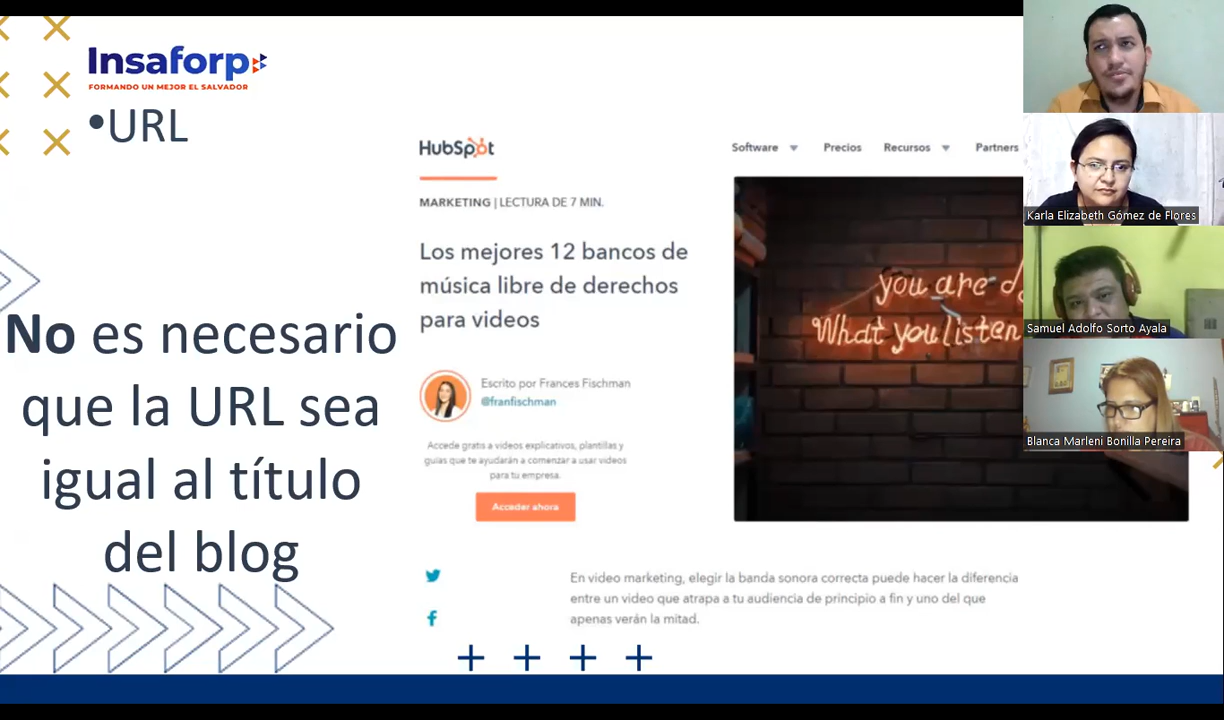 Insaforp
FORMANDO UN MEJOR EL SALVADOR
•URL
No es necesario
que la URL sea
igual al título
del blog
HubSpot
Software
Precios
Recursos
Partners
MARKETING | LECTURA DE 7 MIN.
Los mejores 12 bancos de
música libre de derechos
para videos
Escrito por Frances Fischman
@franfischman
Accede gratis a videos explicativos, plantillas y
guías que te ayudarán a comenzar a usar videos
para tu empresa.
Acceder ahora
you are
What you listen
En video marketing, elegir la banda sonora correcta puede hacer la diferencia
entre un video que atrapa a tu audiencia de principio a fin y uno del que
apenas verán la mitad.
Karla Elizabeth Gómez de Flores
Samuel Adolfo Sorto Ayala
Blanca Marleni Bonilla Pereira